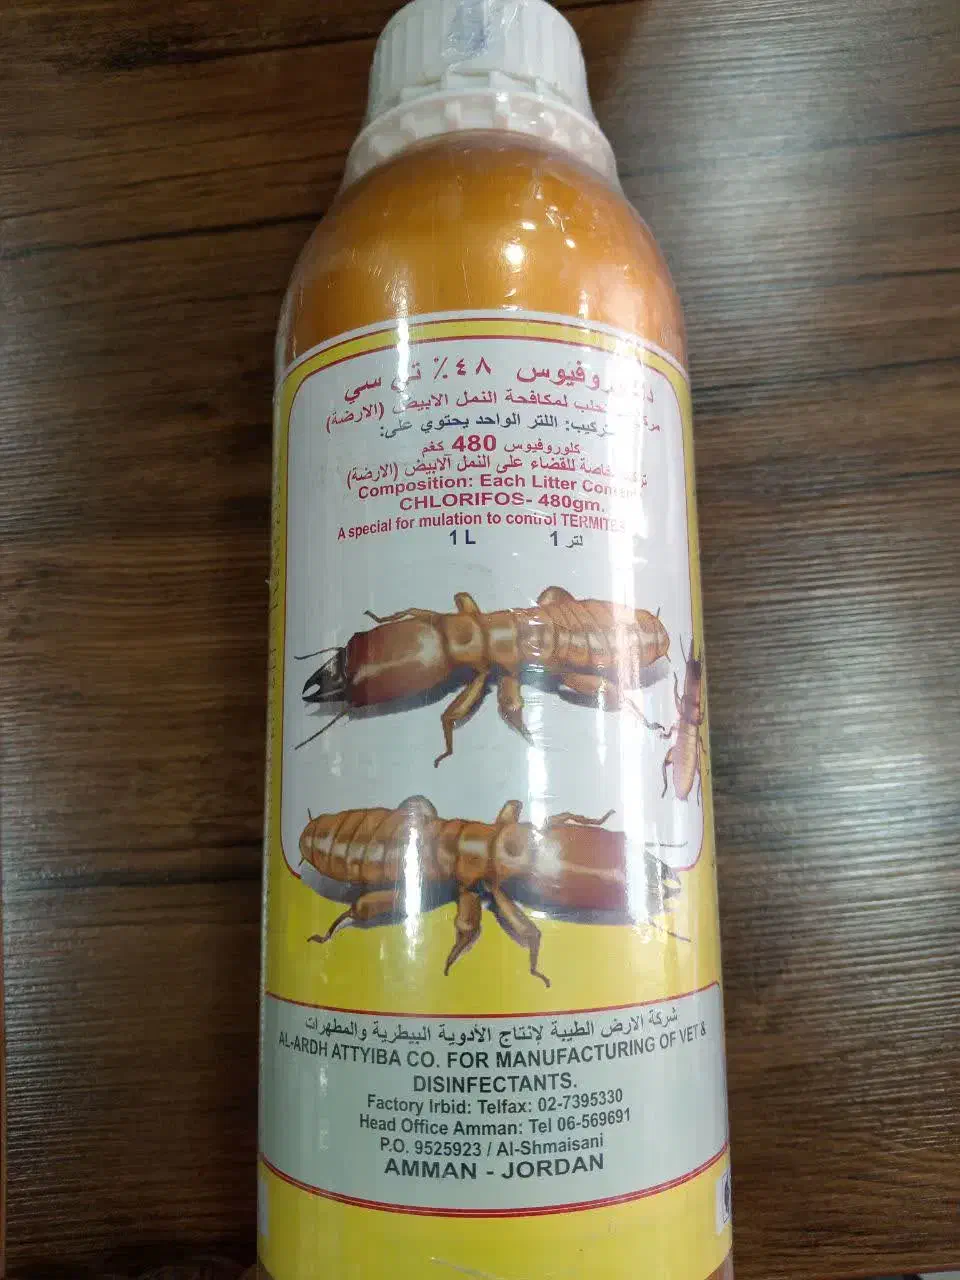 ٤٨٪ تي سي
لمكافحة النمل الابيض (الارضة)
تركيب: اللتر الواحد يحتوي على:
كلوروفيوس 480 كغم
خاصة للقضاء على النمل الابيض (الارضة)
Composition: Each Litter
CHLORIFOS- 480gm.
A special for mulation to control TERMITE
1 L لتر 1
شركة الارض الطيبة لإنتاج الأدوية البيطرية والمطهرات
AL-ARDH ATTYIBA CO. FOR MANUFACTURING OF VET &
DISINFECTANTS.
Factory Irbid: Telfax: 02-7395330
Head Office Amman: Tel 06-569691
P.O. 9525923 / Al-Shmaisani
AMMAN - JORDAN